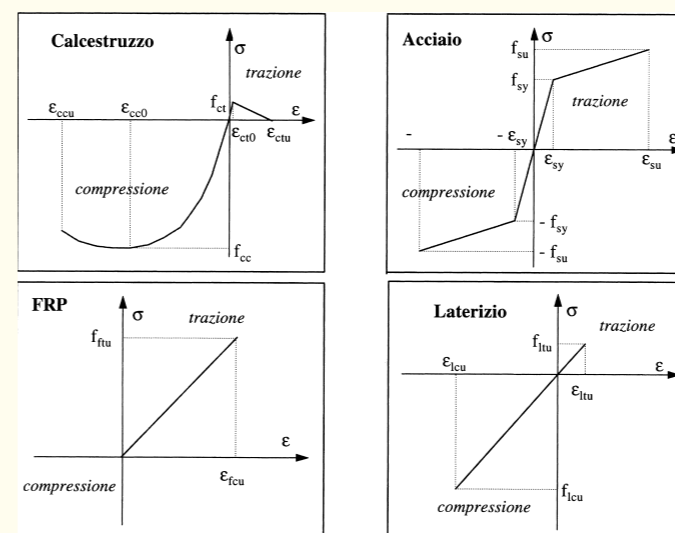 Calcestruzzo
σ
trazione
ε_ccu
ε_cc0
f_ct
ε
ε_ct0
ε_ctu
compressione
f_cc
Acciaio
σ
f_su
f_sy
trazione
-
- ε_sy
ε
ε_sy
ε_su
compressione
- f_sy
- f_su
FRP
σ
trazione
f_ftu
ε
ε_fcu
compressione
Laterizio
σ
trazione
f_ltu
ε_lcu
ε
ε_ltu
f_lcu
compressione